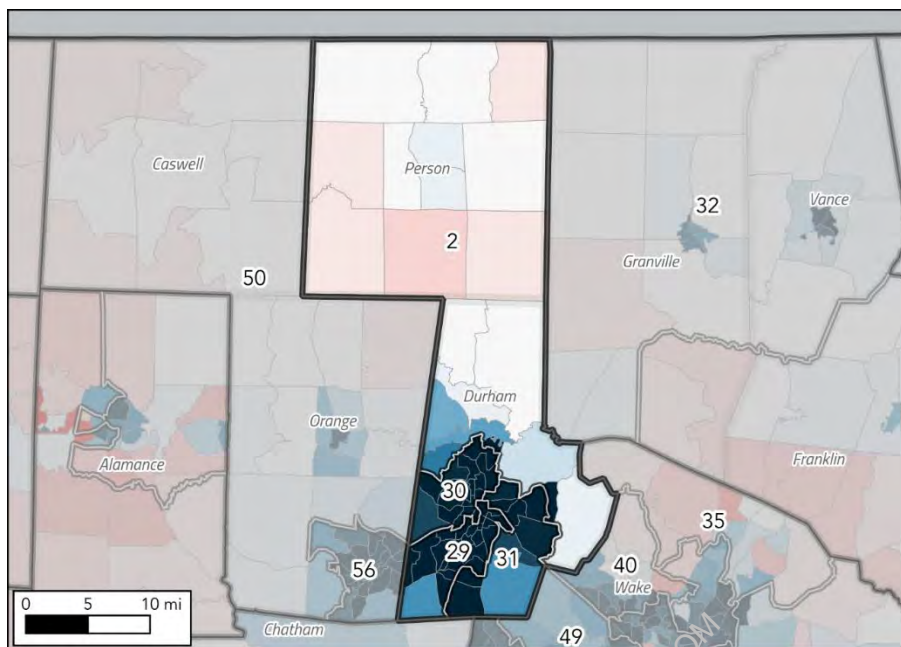 Caswell
Person
Vance
32
2
Granville
50
Durham
Orange
Franklin
Alamance
30
35
29
31
40
56
Wake
0 5 10 mi
Chatham
49